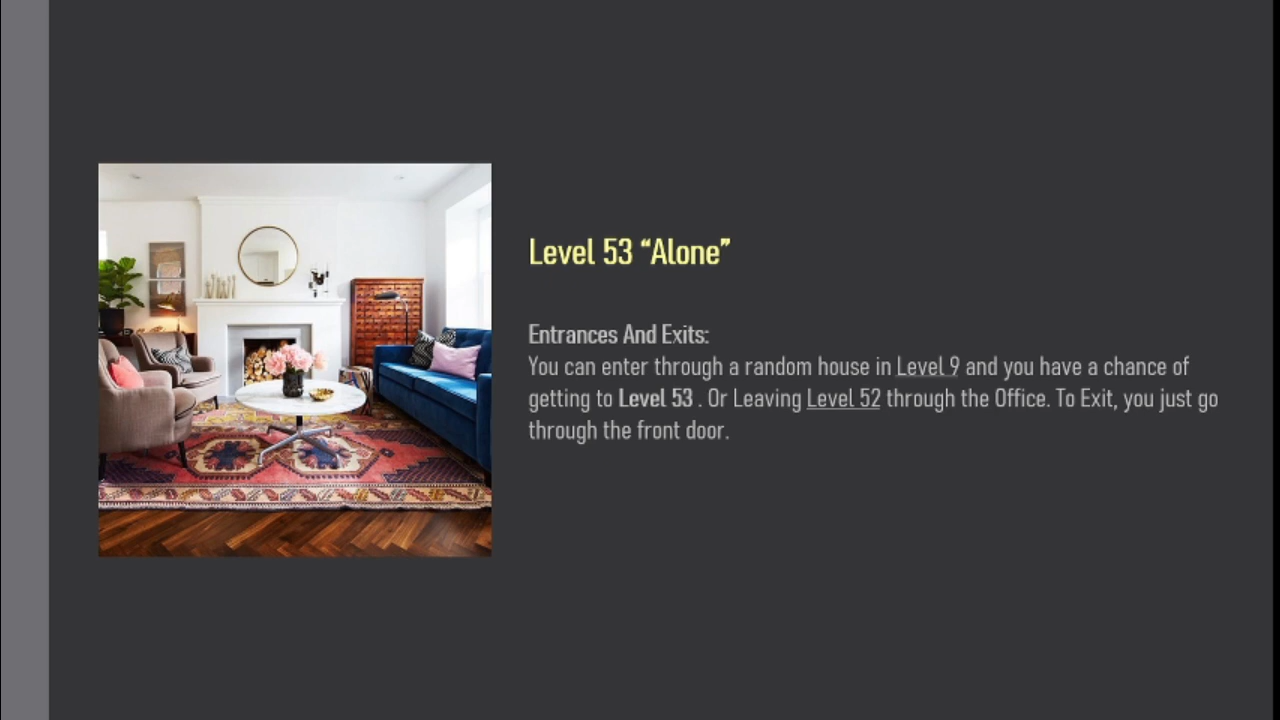 Level 53 “Alone”
Entrances And Exits:
You can enter through a random house in Level 9 and you have a chance of
getting to Level 53 . Or Leaving Level 52 through the Office. To Exit, you just go
through the front door.